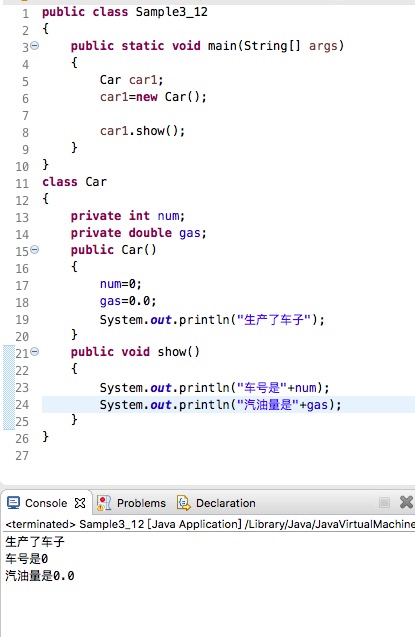 1 public class Sample3_12
2 {
3 public static void main(String[] args)
4 {
5 Car car1;
6 car1=new Car();
7
8 car1.show();
9 }
10 }
11 class Car
12 {
13 private int num;
14 private double gas;
15 public Car()
16 {
17 num=0;
18 gas=0.0;
19 System.out.println("生产了车子");
20 }
21 public void show()
22 {
23 System.out.println("车号是"+num);
24 System.out.println("汽油量是"+gas);
25 }
26 }
27
Console Problems Declaration
<terminated> Sample3_12 [Java Application] /Library/Java/JavaVirtualMachine
生产了车子
车号是0
汽油量是0.0